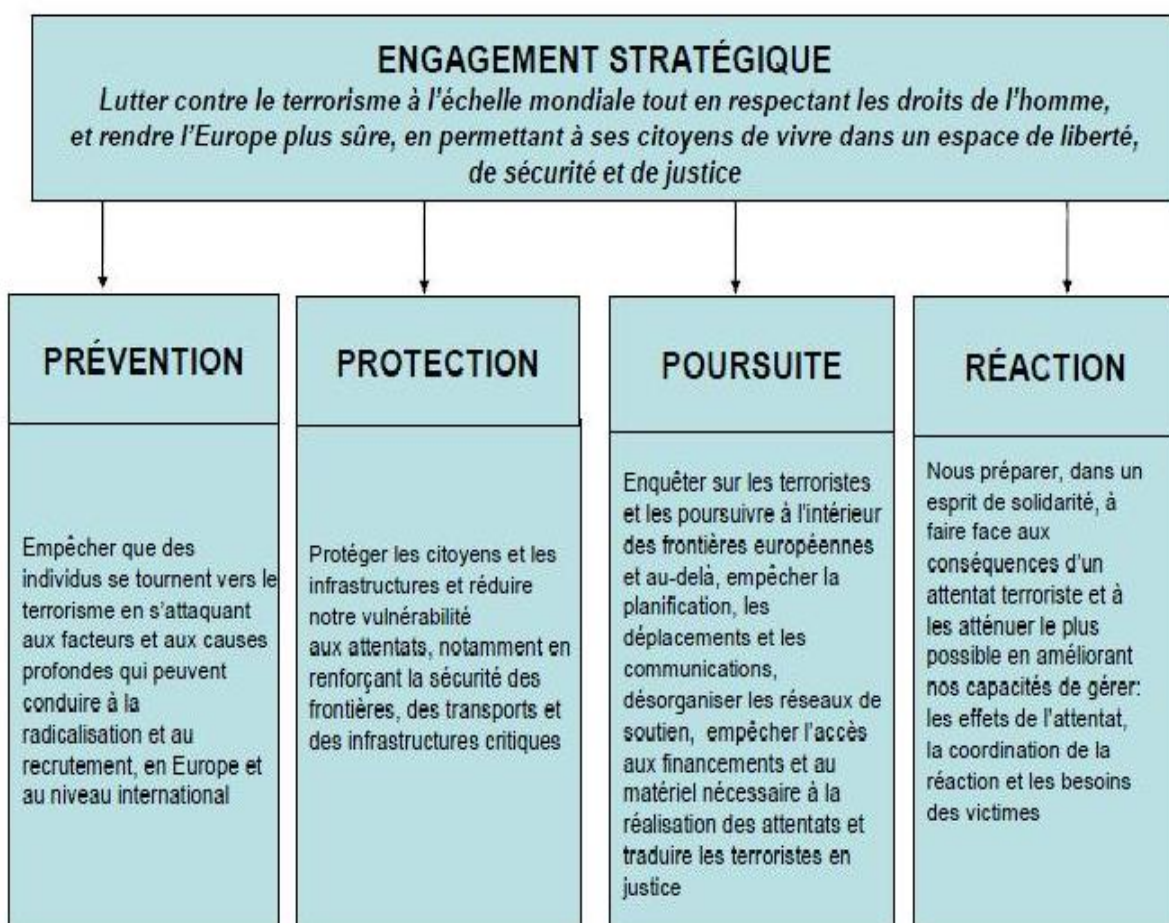 ENGAGEMENT STRATÉGIQUE
Lutter contre le terrorisme à l'échelle mondiale tout en respectant les droits de l'homme,
et rendre l'Europe plus sûre, en permettant à ses citoyens de vivre dans un espace de liberté,
de sécurité et de justice
PRÉVENTION
Empêcher que des
individus se tournent vers le
terrorisme en s'attaquant
aux facteurs et aux causes
profondes qui peuvent
conduire à la
radicalisation et au
recrutement, en Europe et
au niveau international
PROTECTION
Protéger les citoyens et les
infrastructures et réduire
notre vulnérabilité
aux attentats, notamment en
renforçant la sécurité des
frontières, des transports et
des infrastructures critiques
POURSUITE
Enquêter sur les terroristes
et les poursuivre à l'intérieur
des frontières européennes
et au-delà, empêcher la
planification, les
déplacements et les
communications,
désorganiser les réseaux de
soutien, empêcher l'accès
aux financements et au
matériel nécessaire à la
réalisation des attentats et
traduire les terroristes en
justice
RÉACTION
Nous préparer, dans un
esprit de solidarité, à
faire face aux
conséquences d'un
attentat terroriste et à
les atténuer le plus
possible en améliorant
nos capacités de gérer:
les effets de l'attentat,
la coordination de la
réaction et les besoins
des victimes